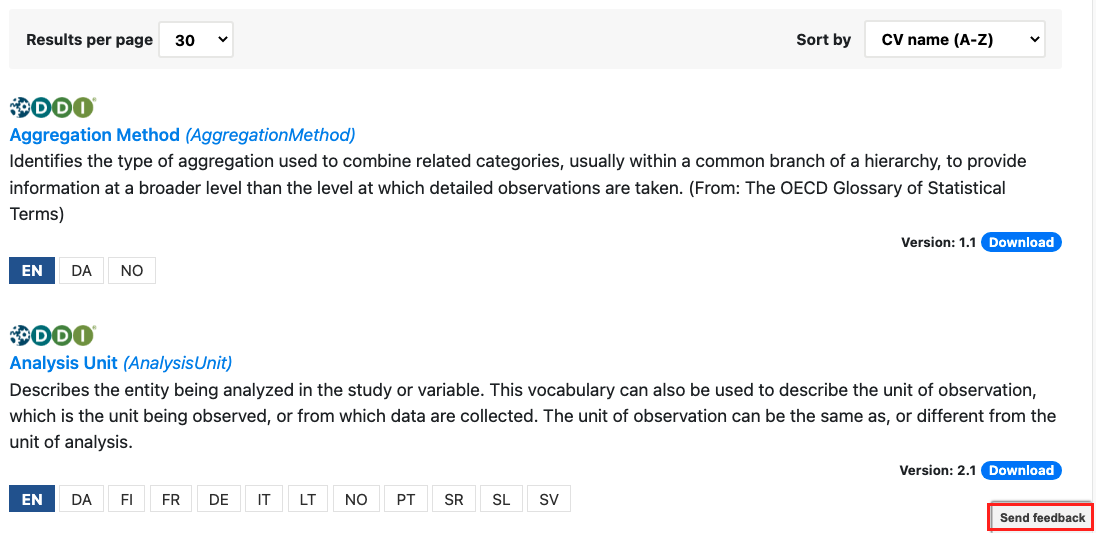 Results per page 30 Sort by CV name (A-Z)
DDI®
Aggregation Method (AggregationMethod)
Identifies the type of aggregation used to combine related categories, usually within a common branch of a hierarchy, to provide
information at a broader level than the level at which detailed observations are taken. (From: The OECD Glossary of Statistical
Terms)
Version: 1.1 Download
EN DA NO
DDI®
Analysis Unit (AnalysisUnit)
Describes the entity being analyzed in the study or variable. This vocabulary can also be used to describe the unit of observation,
which is the unit being observed, or from which data are collected. The unit of observation can be the same as, or different from the
unit of analysis.
Version: 2.1 Download
EN DA FI FR DE IT LT NO PT SR SL SV
Send feedback